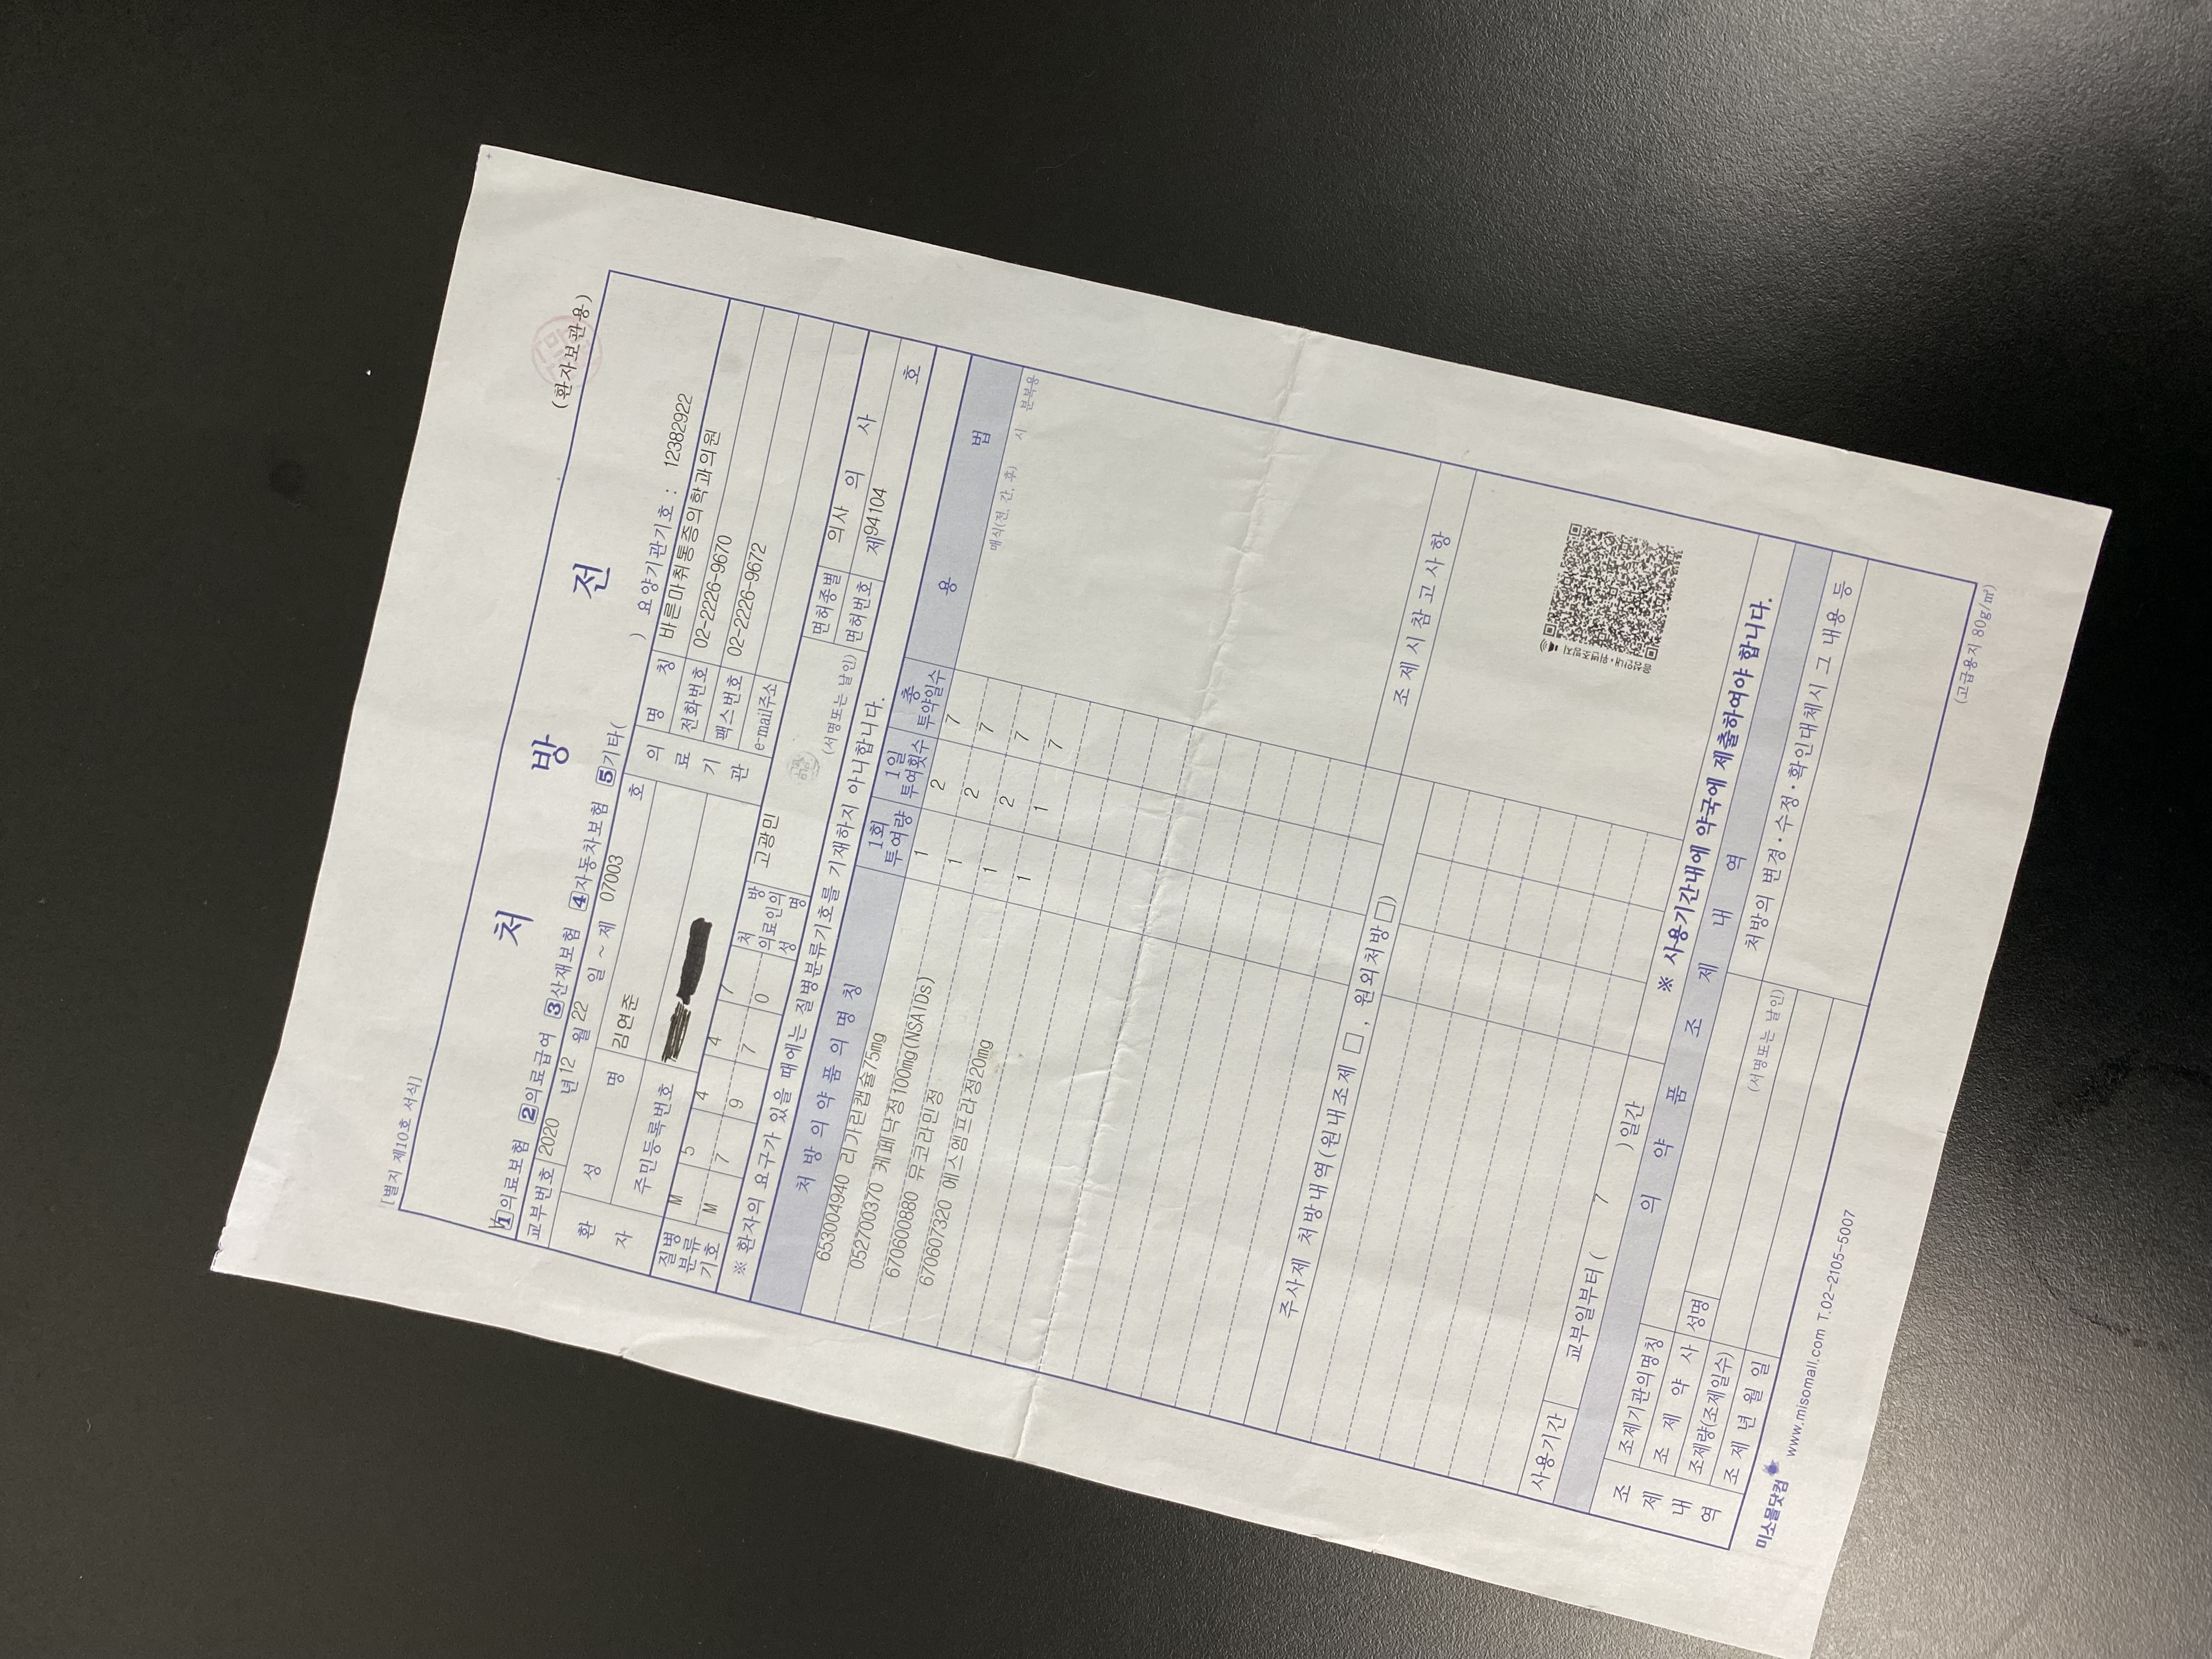 [별지 제10호 서식]
처 방 전
(환자보관용)
1의료보험 2의료급여 3산재보험 4자동차보험 5기타( ) 요양기관기호 : 12382922
교부번호 2020 년 12 월 22 일 ~ 제 07003 호
환 자
성 명 김연준
주민등록번호
의 료 기 관
명 칭 바른마취통증의학과의원
전화번호 02-2226-9670
팩스번호 02-2226-9672
e-mail주소
질병 분류 기호
M 5 4 4 7
M 7 9 7 0
처 방 의료인의 성 명 고광민
(서명또는 날인)
면허종별 의사 의 사
면허번호 제94104 호
※ 환자의 요구가 있을 때에는 질병분류기호를 기재하지 아니합니다.
처 방 의 약 품 의 명 칭 1회 투여량 1일 투여횟수 총 투약일수 용 법
653004940 리가린캡슐75mg 1 2 7
052700370 케페낙정100mg(NSAIDs) 1 2 7
670600880 뮤코라민정 1 2 7
670607320 에스엠프라정20mg 1 1 7
매식(전, 간, 후) 시 분복용
주사제 처방내역(원내조제 □ , 원외처방□)
조 제 시 참 고 사 항
음성안내·위변조방지
사용기간 교부일부터 ( 7 )일간
※ 사용기간내에 약국에 제출하여야 합니다.
의 약 품 조 제 내 역
조 제 내 역
조제기관의명칭
조 제 약 사 성명
(서명또는 날인)
조제량(조제일수)
조 제 년 월 일
처방의 변경·수정·확인대체시 그 내용 등
미소몰닷컴 www.misomall.com T.02-2105-5007
(고급용지 80g/㎡)